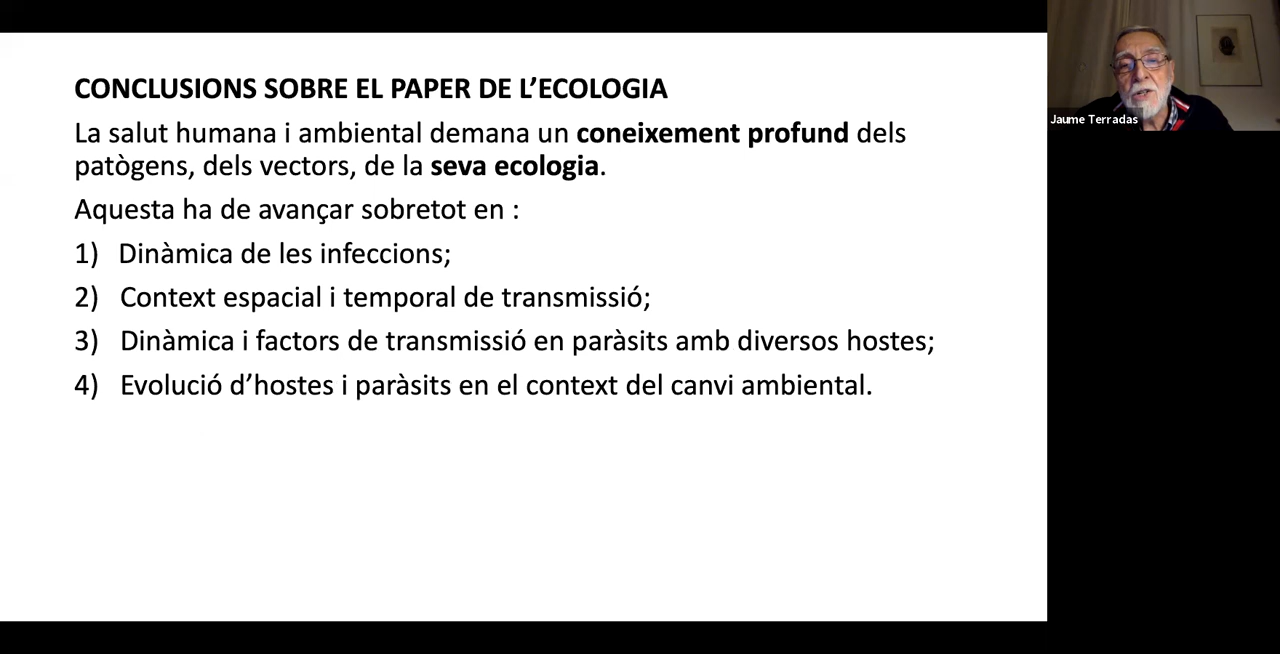 CONCLUSIONS SOBRE EL PAPER DE L’ECOLOGIA
La salut humana i ambiental demana un coneixement profund dels
patògens, dels vectors, de la seva ecologia.
Aquesta ha de avançar sobretot en :
1) Dinàmica de les infeccions;
2) Context espacial i temporal de transmissió;
3) Dinàmica i factors de transmissió en paràsits amb diversos hostes;
4) Evolució d’hostes i paràsits en el context del canvi ambiental.
Jaume Terradas